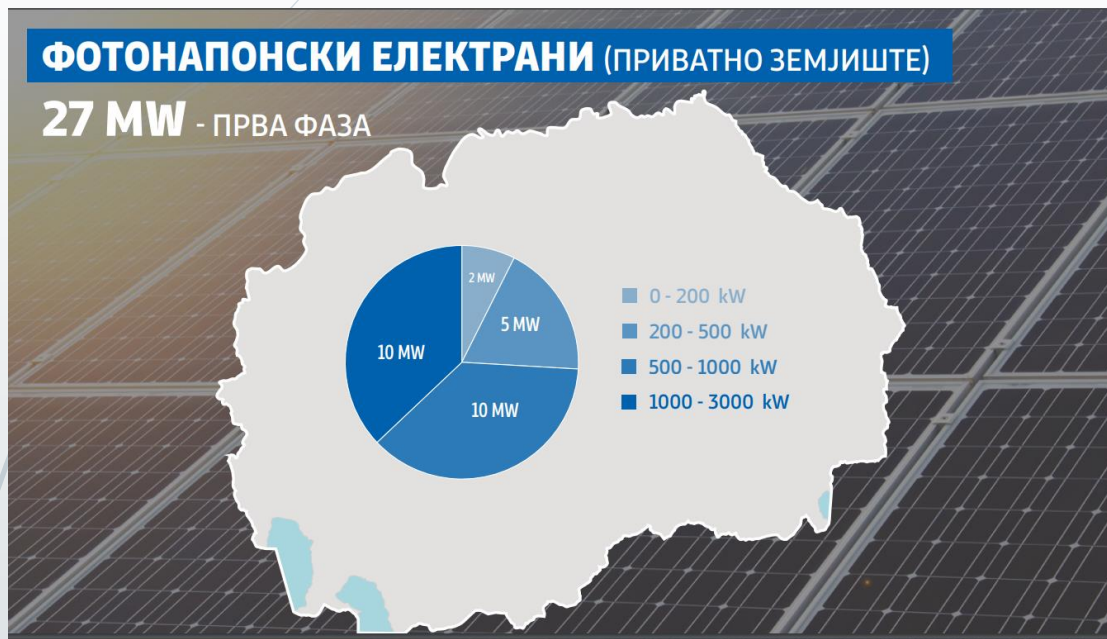 ФОТОНАПОНСКИ ЕЛЕКТРАНИ (ПРИВАТНО ЗЕМЈИШТЕ)
27 MW - ПРВА ФАЗА
2 MW
5 MW
10 MW
10 MW
0 - 200 kW
200 - 500 kW
500 - 1000 kW
1000 - 3000 kW